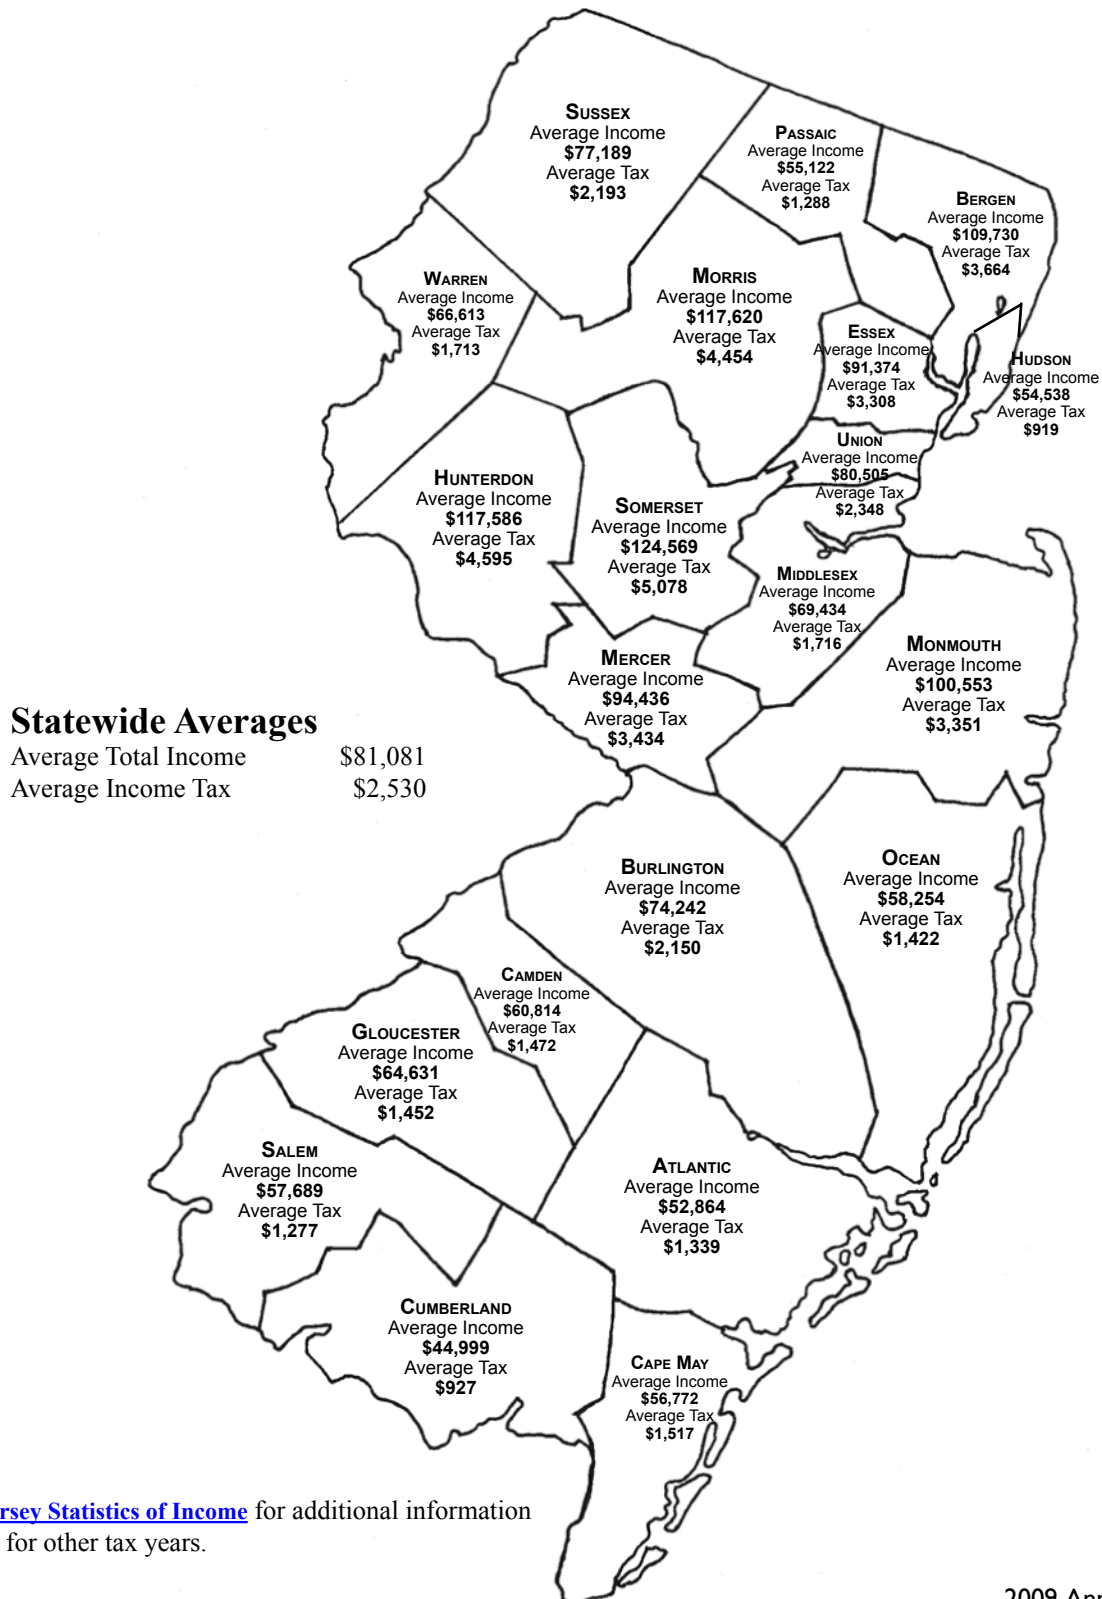 SUSSEX
Average Income
$77,189
Average Tax
$2,193
PASSAIC
Average Income
$55,122
Average Tax
$1,288
BERGEN
Average Income
$109,730
Average Tax
$3,664
WARREN
Average Income
$66,613
Average Tax
$1,713
MORRIS
Average Income
$117,620
Average Tax
$4,454
ESSEX
Average Income
$91,374
Average Tax
$3,308
HUDSON
Average Income
$54,538
Average Tax
$919
UNION
Average Income
$80,505
Average Tax
$2,348
HUNTERDON
Average Income
$117,586
Average Tax
$4,595
SOMERSET
Average Income
$124,569
Average Tax
$5,078
MIDDLESEX
Average Income
$69,434
Average Tax
$1,716
MONMOUTH
Average Income
$100,553
Average Tax
$3,351
MERCER
Average Income
$94,436
Average Tax
$3,434
Statewide Averages
Average Total Income $81,081
Average Income Tax $2,530
BURLINGTON
Average Income
$74,242
Average Tax
$2,150
OCEAN
Average Income
$58,254
Average Tax
$1,422
CAMDEN
Average Income
$60,814
Average Tax
$1,472
GLOUCESTER
Average Income
$64,631
Average Tax
$1,452
SALEM
Average Income
$57,689
Average Tax
$1,277
ATLANTIC
Average Income
$52,864
Average Tax
$1,339
CUMBERLAND
Average Income
$44,999
Average Tax
$927
CAPE MAY
Average Income
$56,772
Average Tax
$1,517
rsey Statistics of Income for additional information
for other tax years.
2009 Ann